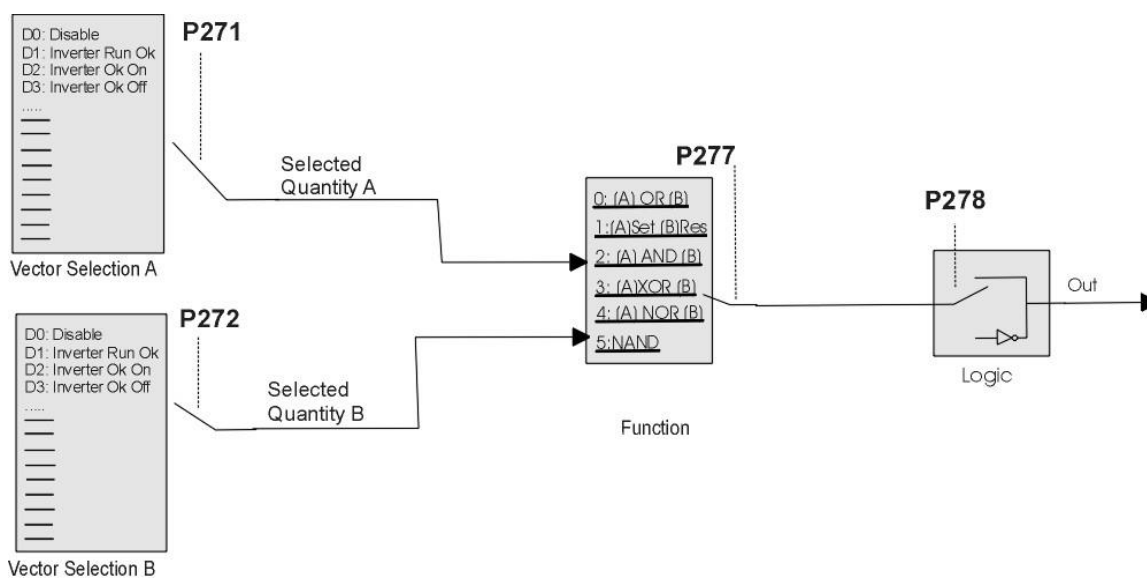 D0: Disable
D1: Inverter Run Ok
D2: Inverter Ok On
D3: Inverter Ok Off
.....
P271
Selected
Quantity A
Vector Selection A
D0: Disable
D1: Inverter Run Ok
D2: Inverter Ok On
D3: Inverter Ok Off
.....
P272
Selected
Quantity B
Vector Selection B
0: (A) OR (B)
1:(A)Set (B)Res
2: (A) AND (B)
3: (A)XOR (B)
4: (A) NOR (B)
5:NAND
Function
P277
P278
Out
Logic